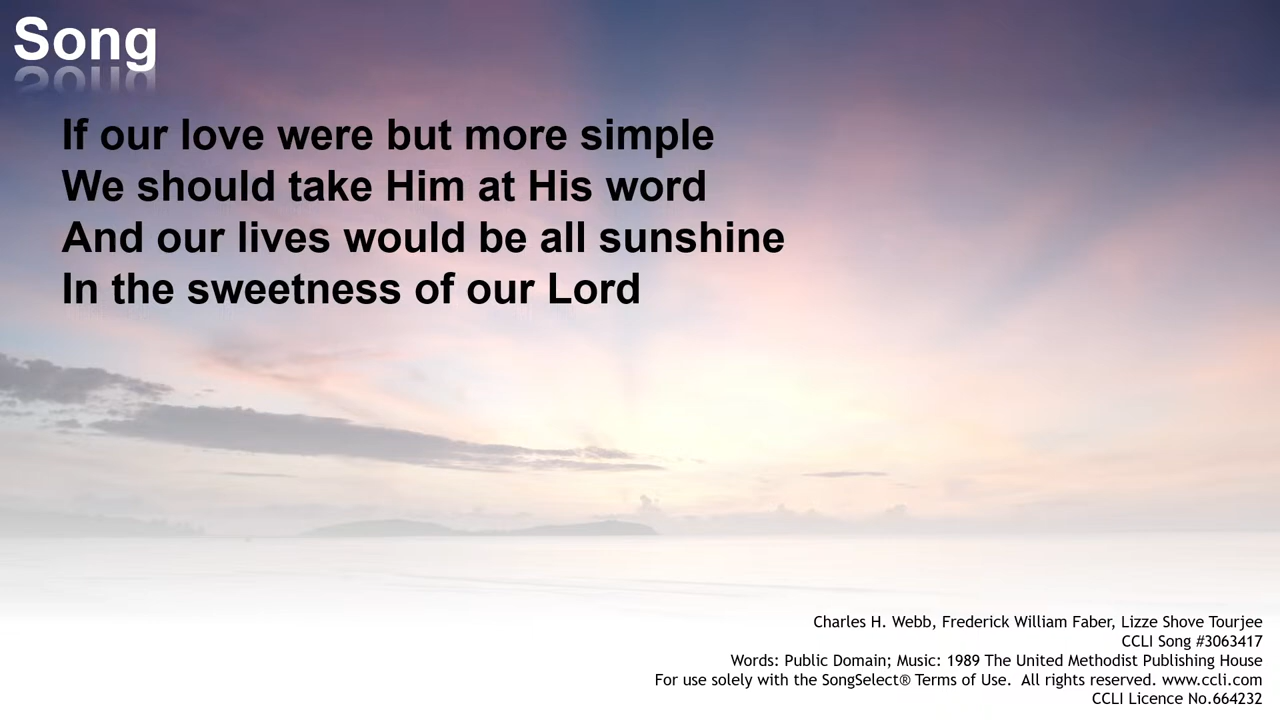 Song
If our love were but more simple
We should take Him at His word
And our lives would be all sunshine
In the sweetness of our Lord
Charles H. Webb, Frederick William Faber, Lizze Shove Tourjee
CCLI Song #3063417
Words: Public Domain; Music: 1989 The United Methodist Publishing House
For use solely with the SongSelect® Terms of Use.  All rights reserved. www.ccli.com
CCLI Licence No.664232